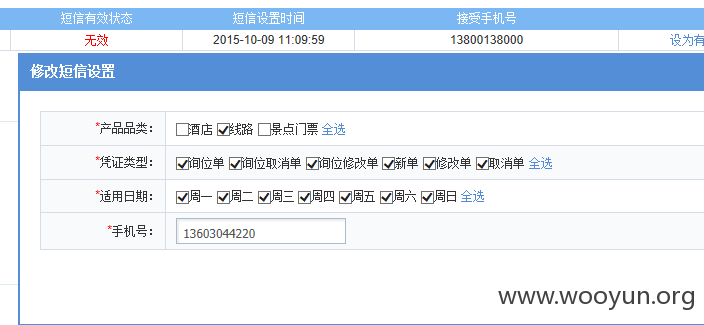 短信有效状态 短信设置时间 接受手机号
无效 2015-10-09 11:09:59 13800138000 设为有
修改短信设置
*产品品类： 酒店 线路 景点门票 全选
*凭证类型： 询位单 询位取消单 询位修改单 新单 修改单 取消单 全选
*适用日期： 周一 周二 周三 周四 周五 周六 周日 全选
*手机号： 13603044220
www.wooyun.org